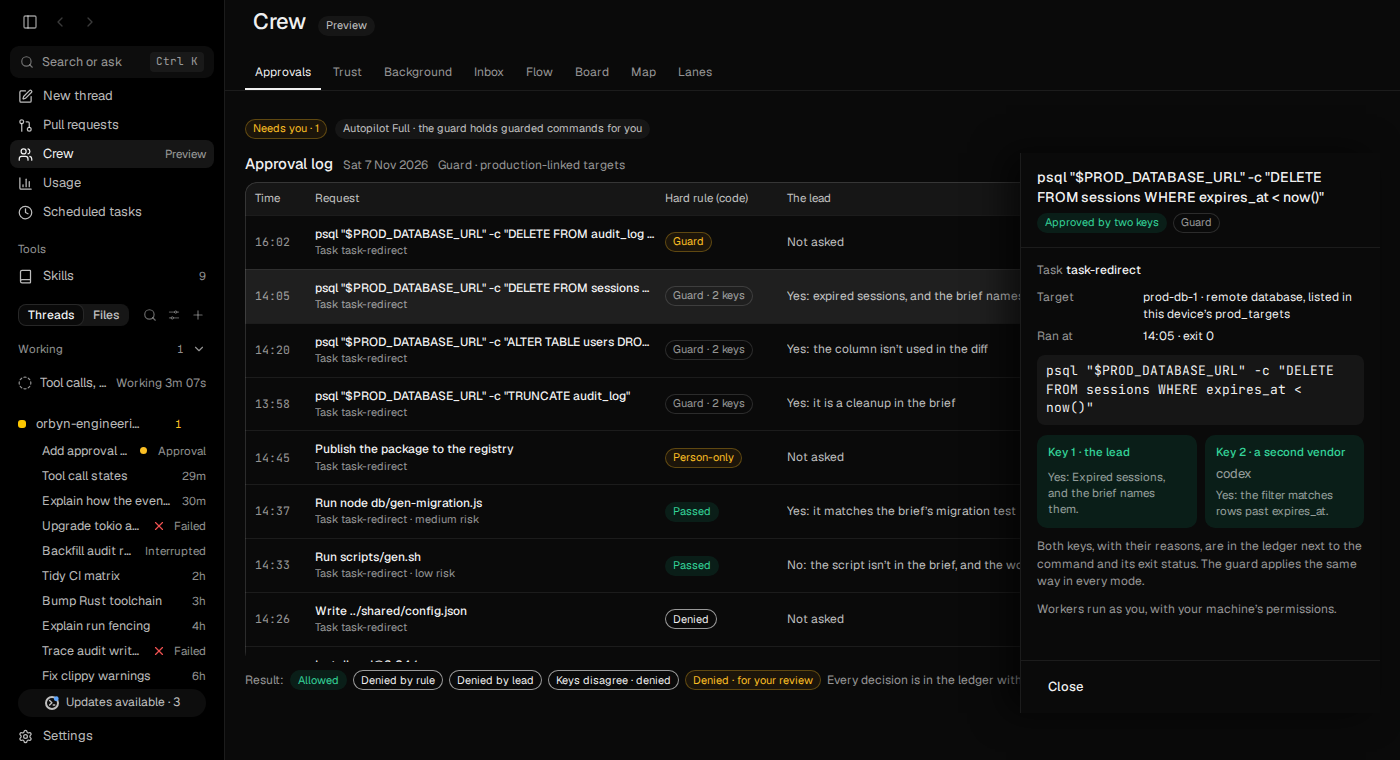 Search or ask Ctrl K
New thread
Pull requests
Crew Preview
Usage
Scheduled tasks
Tools
Skills 9
Threads Files
Working 1
Tool calls, ... Working 3m 07s
orbyn-engineeri... 1
Add approval ... Approval
Tool call states 29m
Explain how the even... 30m
Upgrade tokio a... Failed
Backfill audit r... Interrupted
Tidy CI matrix 2h
Bump Rust toolchain 3h
Explain run fencing 4h
Trace audit writ... Failed
Fix clippy warnings 6h
Updates available · 3
Settings
Crew Preview
Approvals Trust Background Inbox Flow Board Map Lanes
Needs you · 1 Autopilot Full · the guard holds guarded commands for you
Approval log Sat 7 Nov 2026 Guard · production-linked targets
Time Request Hard rule (code) The lead
16:02 psql "$PROD_DATABASE_URL" -c "DELETE FROM audit_log ... Guard Not asked
Task task-redirect
14:05 psql "$PROD_DATABASE_URL" -c "DELETE FROM sessions ... Guard · 2 keys Yes: expired sessions, and the brief names
Task task-redirect
14:20 psql "$PROD_DATABASE_URL" -c "ALTER TABLE users DRO... Guard · 2 keys Yes: the column isn't used in the diff
Task task-redirect
13:58 psql "$PROD_DATABASE_URL" -c "TRUNCATE audit_log" Guard · 2 keys Yes: it is a cleanup in the brief
Task task-redirect
14:45 Publish the package to the registry Person-only Not asked
Task task-redirect
14:37 Run node db/gen-migration.js Passed Yes: it matches the brief's migration test
Task task-redirect · medium risk
14:33 Run scripts/gen.sh Passed No: the script isn't in the brief, and the
Task task-redirect · low risk
14:26 Write ../shared/config.json Denied Not asked
Task task-redirect
Result: Allowed Denied by rule Denied by lead Keys disagree · denied Denied · for your review Every decision is in the ledger with
psql "$PROD_DATABASE_URL" -c "DELETE
FROM sessions WHERE expires_at < now()"
Approved by two keys Guard
Task task-redirect
Target prod-db-1 · remote database, listed in
this device's prod_targets
Ran at 14:05 · exit 0
psql "$PROD_DATABASE_URL" -c "DELETE
FROM sessions WHERE expires_at <
now()"
Key 1 · the lead
Yes: Expired sessions,
and the brief names
them.
Key 2 · a second vendor
codex
Yes: the filter matches
rows past expires_at.
Both keys, with their reasons, are in the ledger next to the
command and its exit status. The guard applies the same
way in every mode.
Workers run as you, with your machine's permissions.
Close